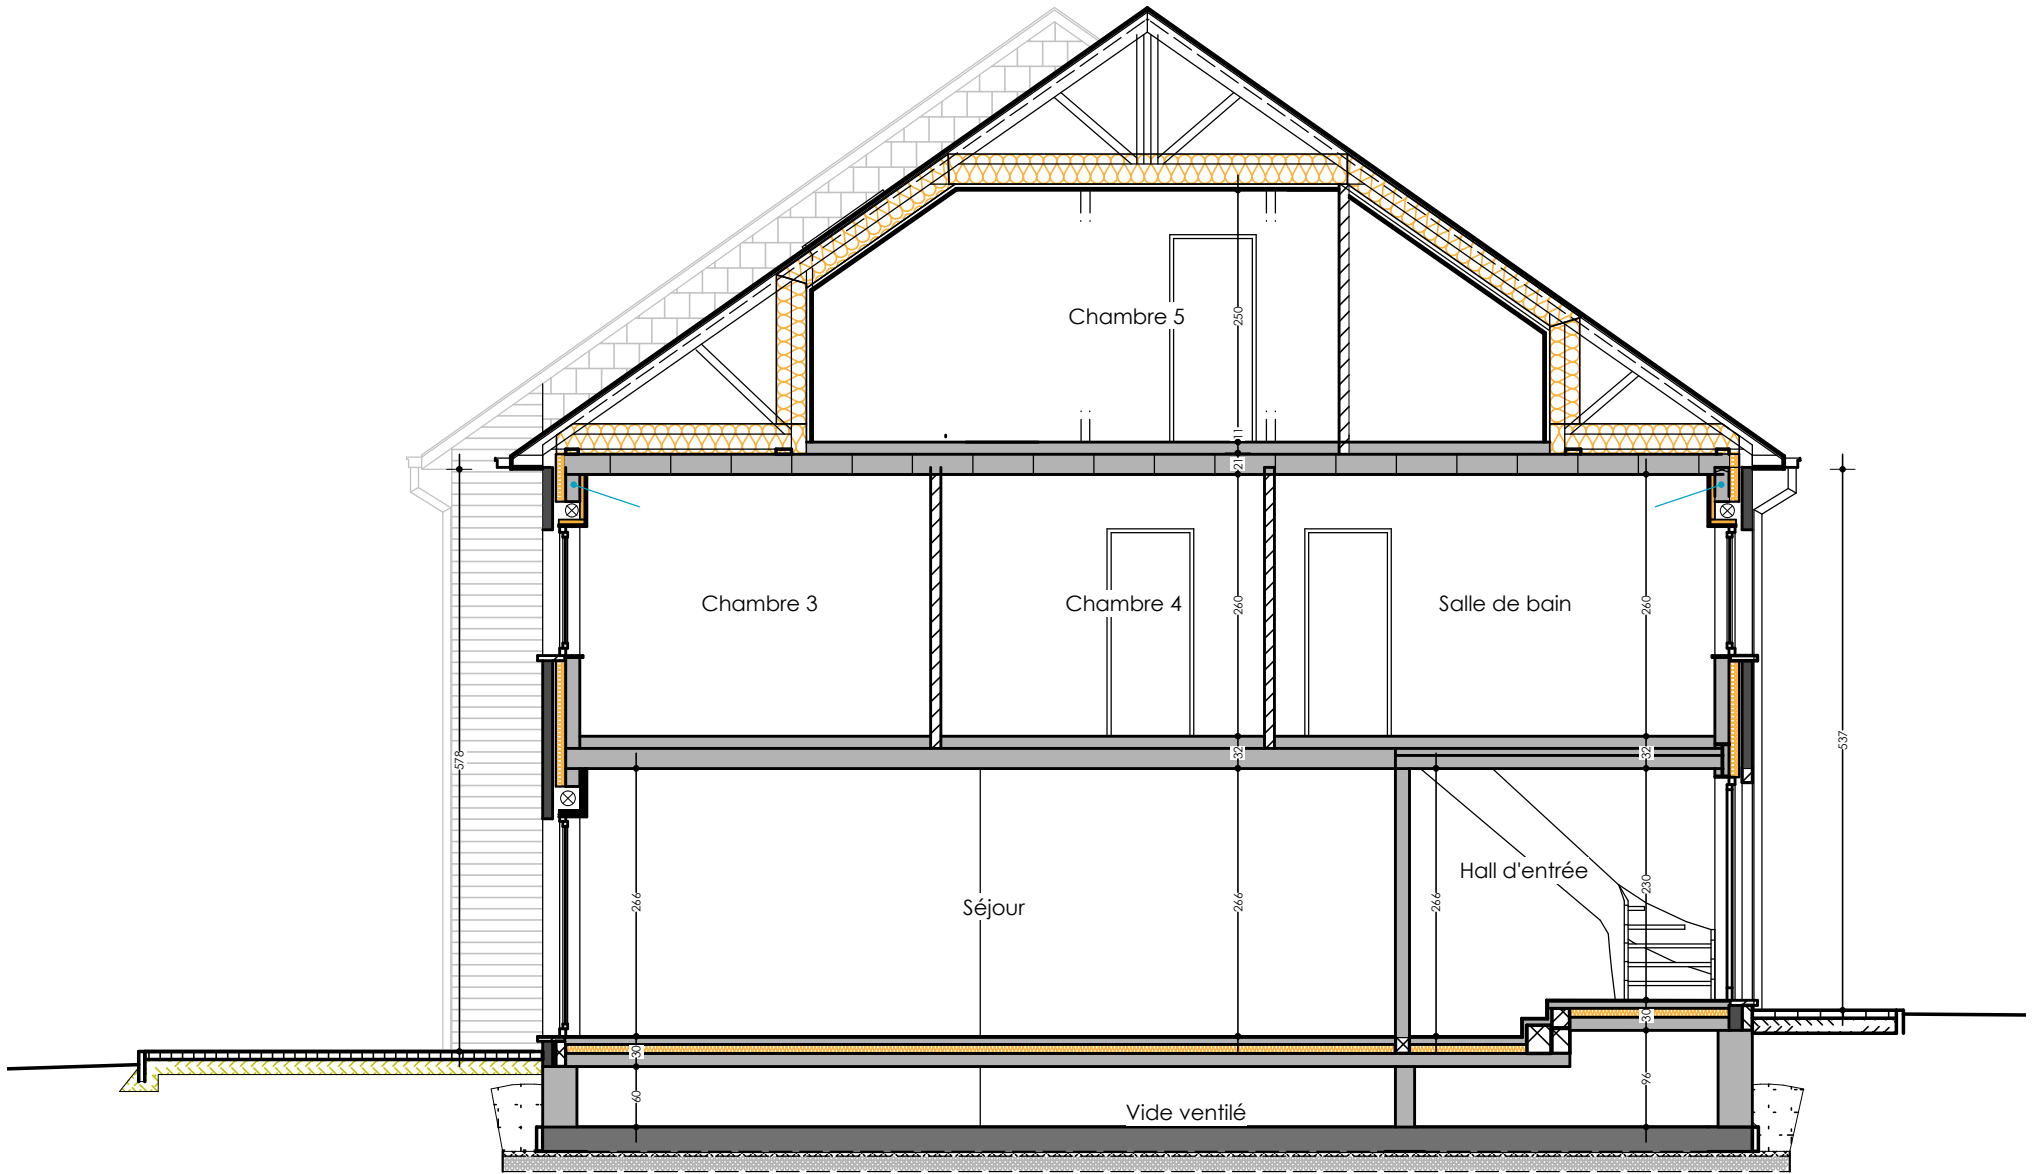 Chambre 5
250
11
21
Chambre 3
Chambre 4
Salle de bain
260
260
578
32
32
537
Hall d'entrée
Séjour
266
266
266
230
30
30
60
96
Vide ventilé